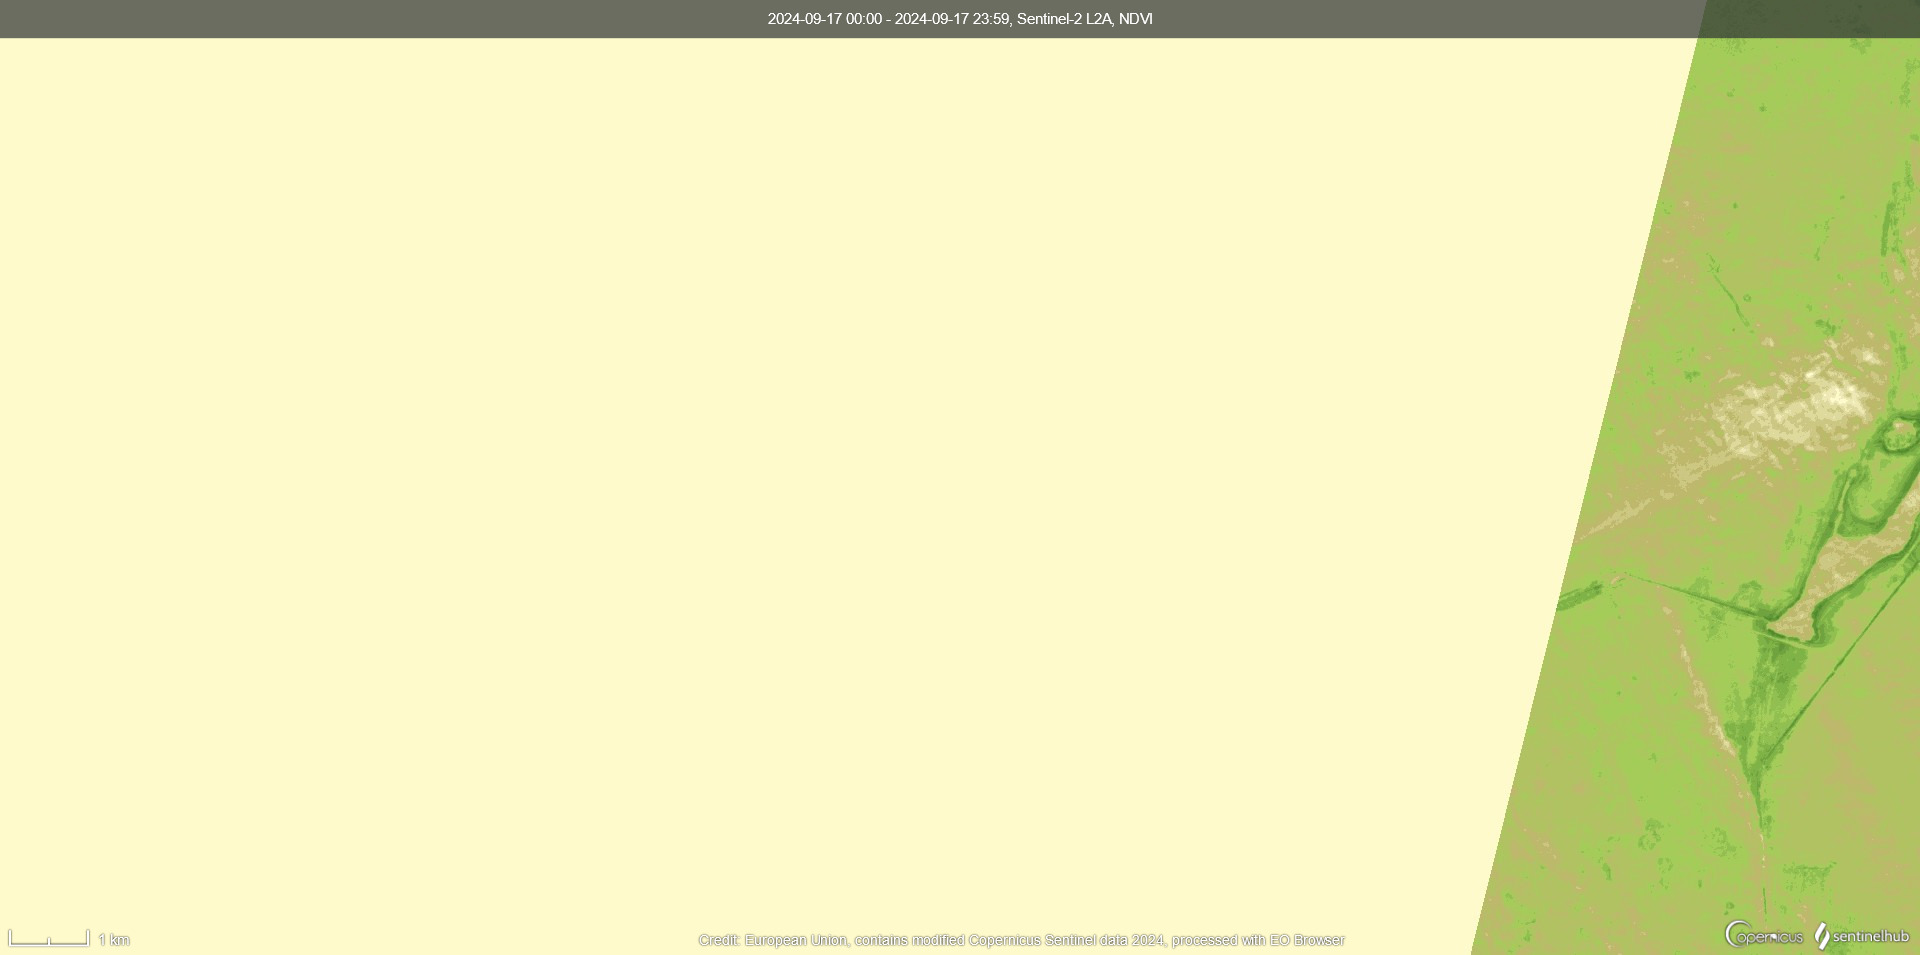 2024-09-17 00:00 - 2024-09-17 23:59, Sentinel-2 L2A, NDVI
1 km
Credit: European Union, contains modified Copernicus Sentinel data 2024, processed with EO Browser
Copernicus
sentinelhub